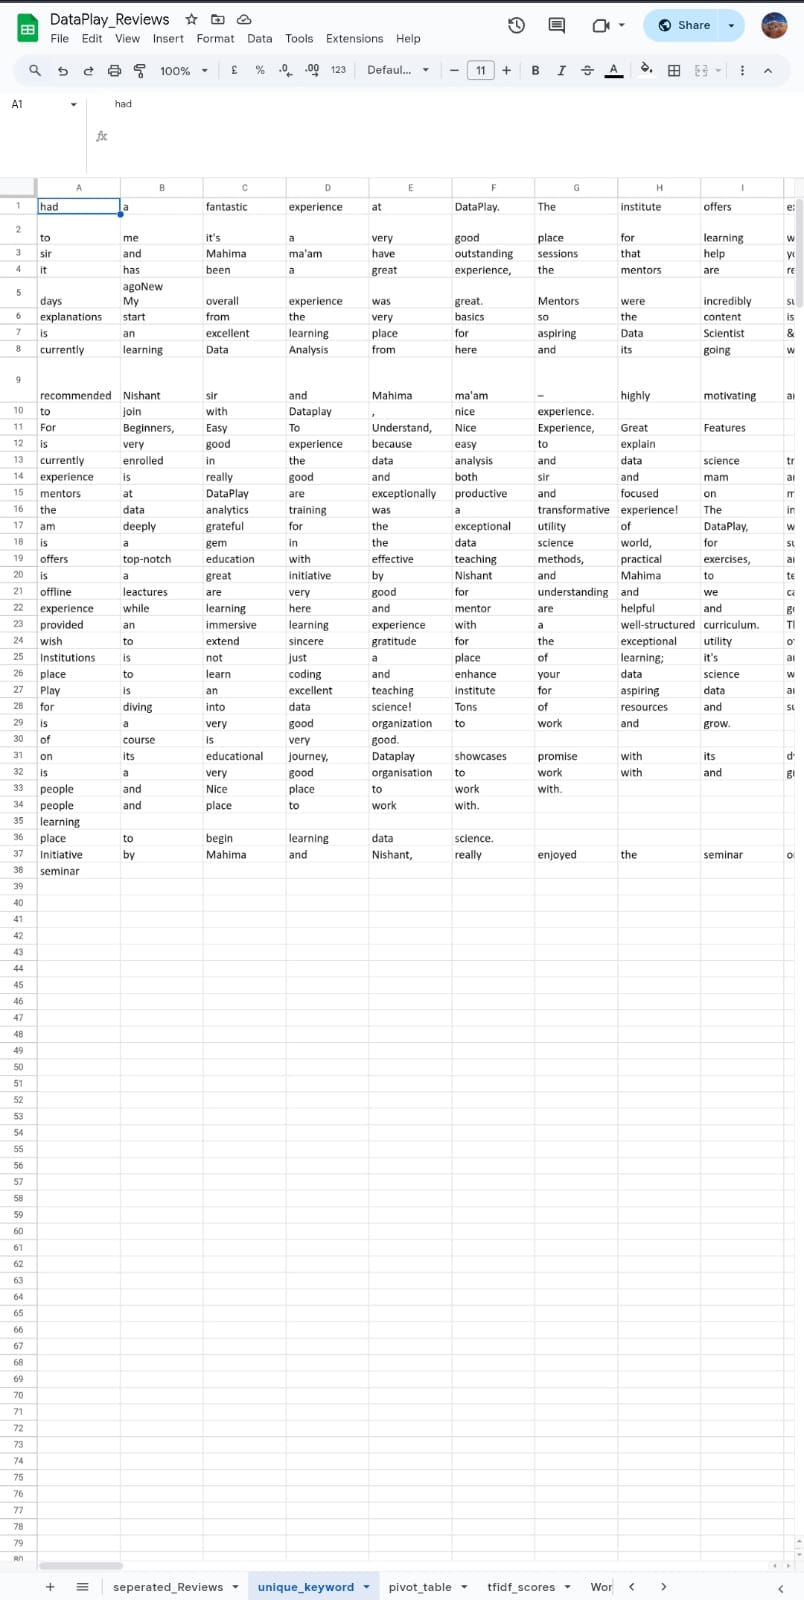 DataPlay_Reviews
File Edit View Insert Format Data Tools Extensions Help
Share
100% £ % .0 .00 123 Defaul... − 11 + B I S A
A1 had
fx
A B C D E F G H I
1 had a fantastic experience at DataPlay. The institute offers
2 to me it's a very good place for learning
3 sir and Mahima ma'am have outstanding sessions that help
4 it has been a great experience, the mentors are
agoNew
5 days My overall experience was great. Mentors were incredibly
6 explanations start from the very basics so the content is
7 is an excellent learning place for aspiring Data Scientist &
8 currently learning Data Analysis from here and its going
9 recommended Nishant sir and Mahima ma'am – highly motivating
10 to join with Dataplay , nice experience.
11 For Beginners, Easy To Understand, Nice Experience, Great Features
12 is very good experience because easy to explain
13 currently enrolled in the data analysis and data science
14 experience is really good and both sir and mam
15 mentors at DataPlay are exceptionally productive and focused on
16 the data analytics training was a transformative experience! The
17 am deeply grateful for the exceptional utility of DataPlay,
18 is a gem in the data science world, for
19 offers top-notch education with effective teaching methods, practical exercises,
20 is a great initiative by Nishant and Mahima to
21 offline leactures are very good for understanding and we
22 experience while learning here and mentor are helpful and
23 provided an immersive learning experience with a well-structured curriculum.
24 wish to extend sincere gratitude for the exceptional utility
25 Institutions is not just a place of learning; it's
26 place to learn coding and enhance your data science
27 Play is an excellent teaching institute for aspiring data
28 for diving into data science! Tons of resources and
29 is a very good organization to work and grow.
30 of course is very good.
31 on its educational journey, Dataplay showcases promise with its
32 is a very good organisation to work with and
33 people and Nice place to work with.
34 people and place to work with.
35 learning
36 place to begin learning data science.
37 Initiative by Mahima and Nishant, really enjoyed the seminar
38 seminar
39
40
41
42
43
44
45
46
47
48
49
50
51
52
53
54
55
56
57
58
59
60
61
62
63
64
65
66
67
68
69
70
71
72
73
74
75
76
77
78
79
80
+ seperated_Reviews unique_keyword pivot_table tfidf_scores Wor